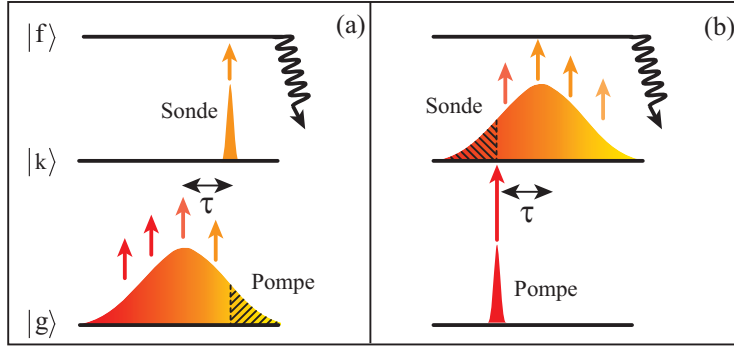 |f⟩
(a)
Sonde
|k⟩
τ
Pompe
|g⟩
(b)
Sonde
τ
Pompe